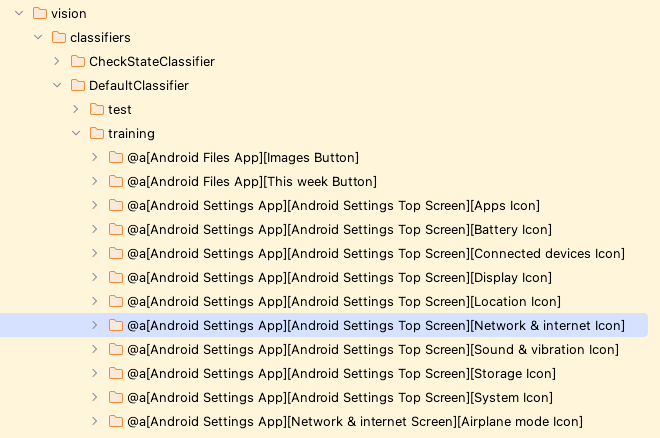 vision
classifiers
CheckStateClassifier
DefaultClassifier
test
training
@a[Android Files App][Images Button]
@a[Android Files App][This week Button]
@a[Android Settings App][Android Settings Top Screen][Apps Icon]
@a[Android Settings App][Android Settings Top Screen][Battery Icon]
@a[Android Settings App][Android Settings Top Screen][Connected devices Icon]
@a[Android Settings App][Android Settings Top Screen][Display Icon]
@a[Android Settings App][Android Settings Top Screen][Location Icon]
@a[Android Settings App][Android Settings Top Screen][Network & internet Icon]
@a[Android Settings App][Android Settings Top Screen][Sound & vibration Icon]
@a[Android Settings App][Android Settings Top Screen][Storage Icon]
@a[Android Settings App][Android Settings Top Screen][System Icon]
@a[Android Settings App][Network & internet Screen][Airplane mode Icon]